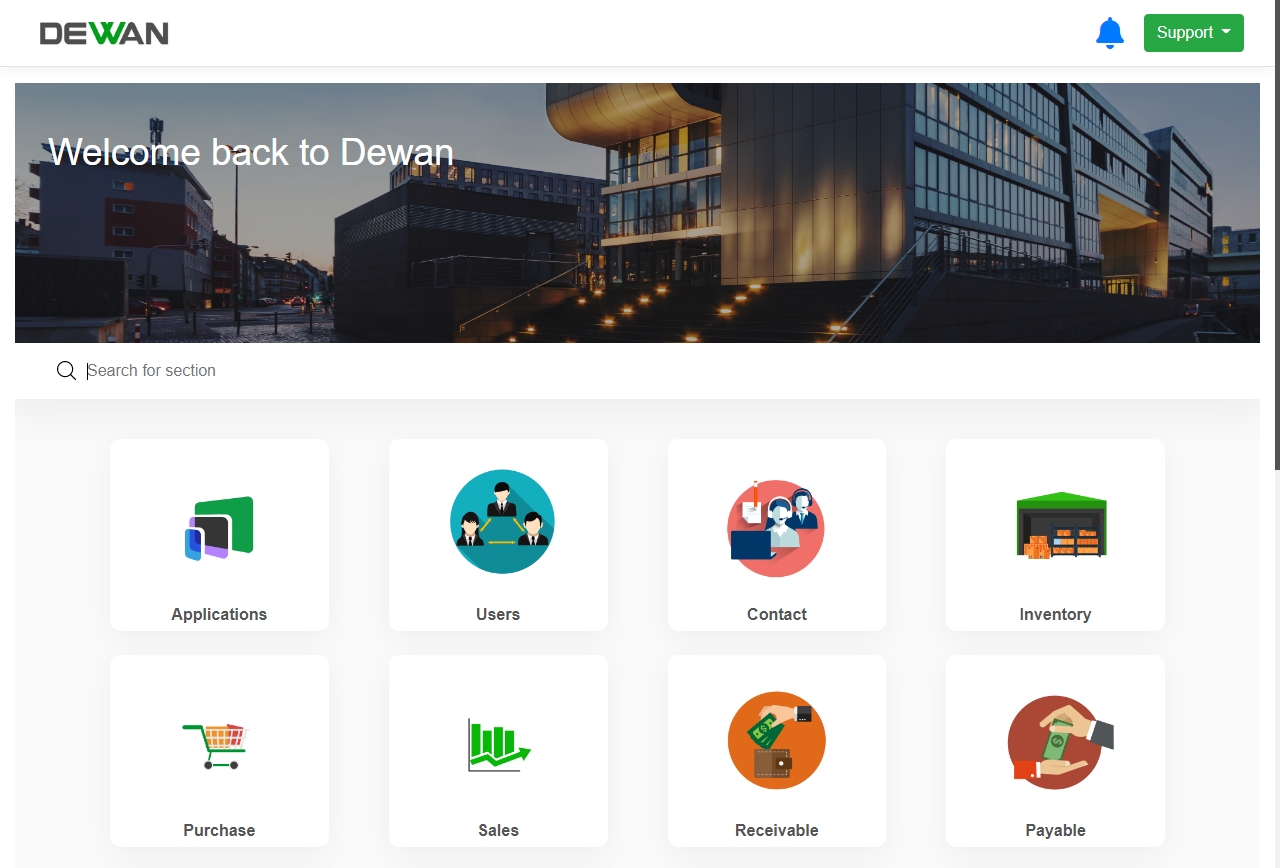 DEWAN
Support
Welcome back to Dewan
Search for section
Applications
Users
Contact
Inventory
Purchase
Sales
Receivable
Payable